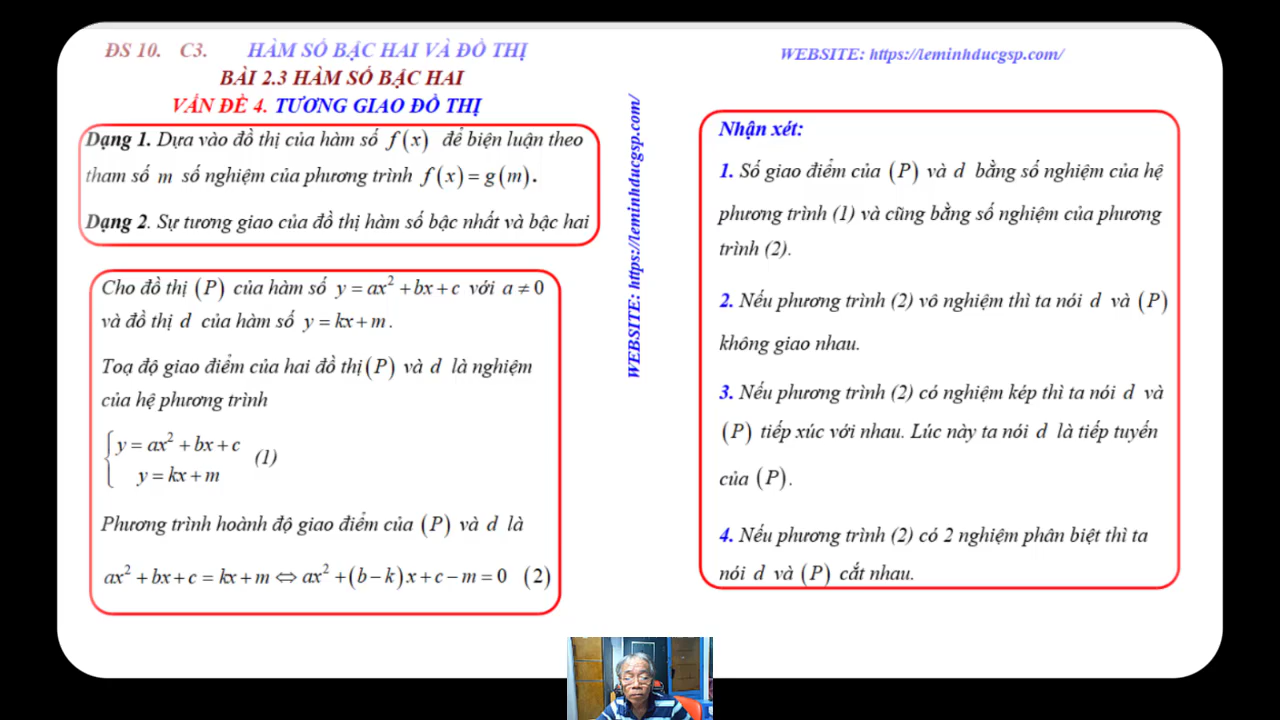 ĐS 10. C3. HÀM SỐ BẬC HAI VÀ ĐỒ THỊ
BÀI 2.3 HÀM SỐ BẬC HAI
VẤN ĐỀ 4. TƯƠNG GIAO ĐỒ THỊ
Dạng 1. Dựa vào đồ thị của hàm số f(x) để biện luận theo
tham số m số nghiệm của phương trình f(x) = g(m).
Dạng 2. Sự tương giao của đồ thị hàm số bậc nhất và bậc hai
Cho đồ thị (P) của hàm số y = ax² + bx + c với a ≠ 0
và đồ thị d của hàm số y = kx + m.
Toạ độ giao điểm của hai đồ thị (P) và d là nghiệm
của hệ phương trình
{ y = ax² + bx + c
y = kx + m (1)
Phương trình hoành độ giao điểm của (P) và d là
ax² + bx + c = kx + m ⇔ ax² + (b − k)x + c − m = 0 (2)
WEBSITE: https://leminhducgsp.com/
WEBSITE: https://leminhducgsp.com/
Nhận xét:
1. Số giao điểm của (P) và d bằng số nghiệm của hệ
phương trình (1) và cũng bằng số nghiệm của phương
trình (2).
2. Nếu phương trình (2) vô nghiệm thì ta nói d và (P)
không giao nhau.
3. Nếu phương trình (2) có nghiệm kép thì ta nói d và
(P) tiếp xúc với nhau. Lúc này ta nói d là tiếp tuyến
của (P).
4. Nếu phương trình (2) có 2 nghiệm phân biệt thì ta
nói d và (P) cắt nhau.